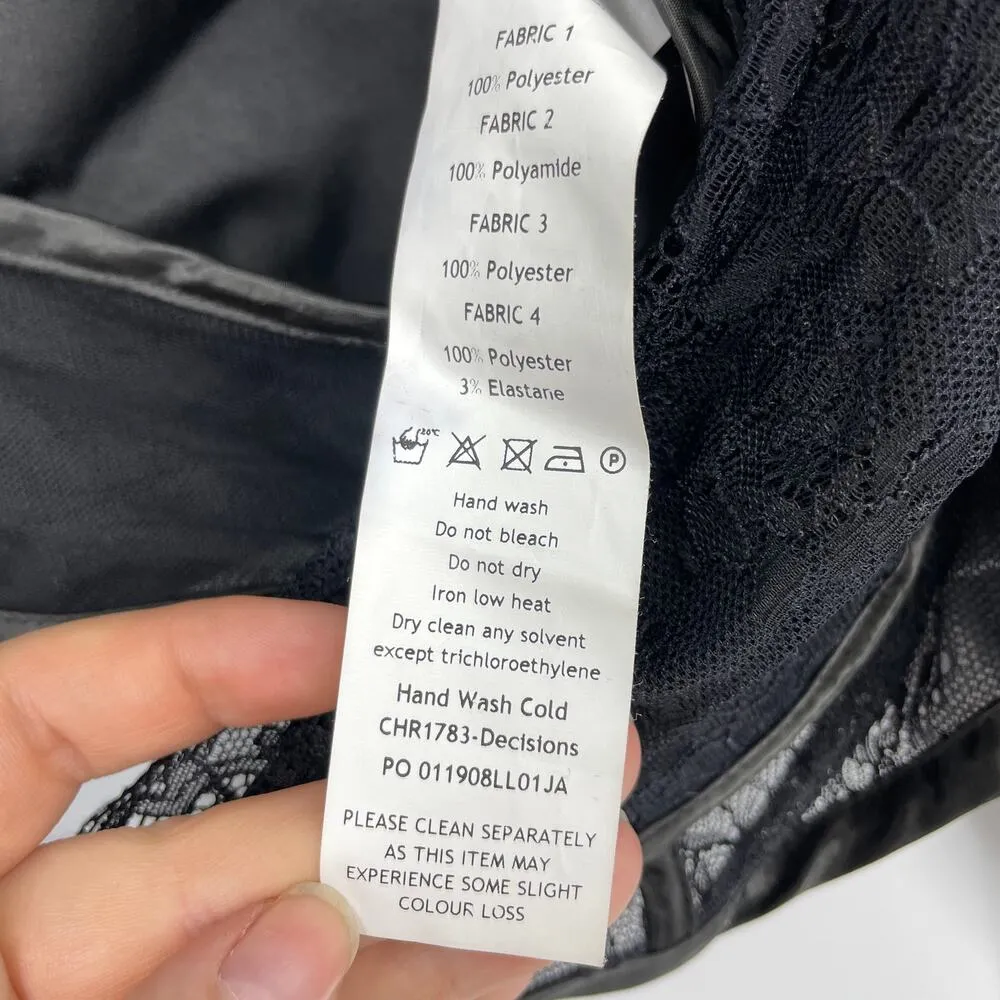 FABRIC 1
100% Polyester
FABRIC 2
100% Polyamide
FABRIC 3
100% Polyester
FABRIC 4
100% Polyester
3% Elastane
20°C
P
Hand wash
Do not bleach
Do not dry
Iron low heat
Dry clean any solvent
except trichloroethylene
Hand Wash Cold
CHR1783-Decisions
PO 011908LL01JA
PLEASE CLEAN SEPARATELY
AS THIS ITEM MAY
EXPERIENCE SOME SLIGHT
COLOUR LOSS